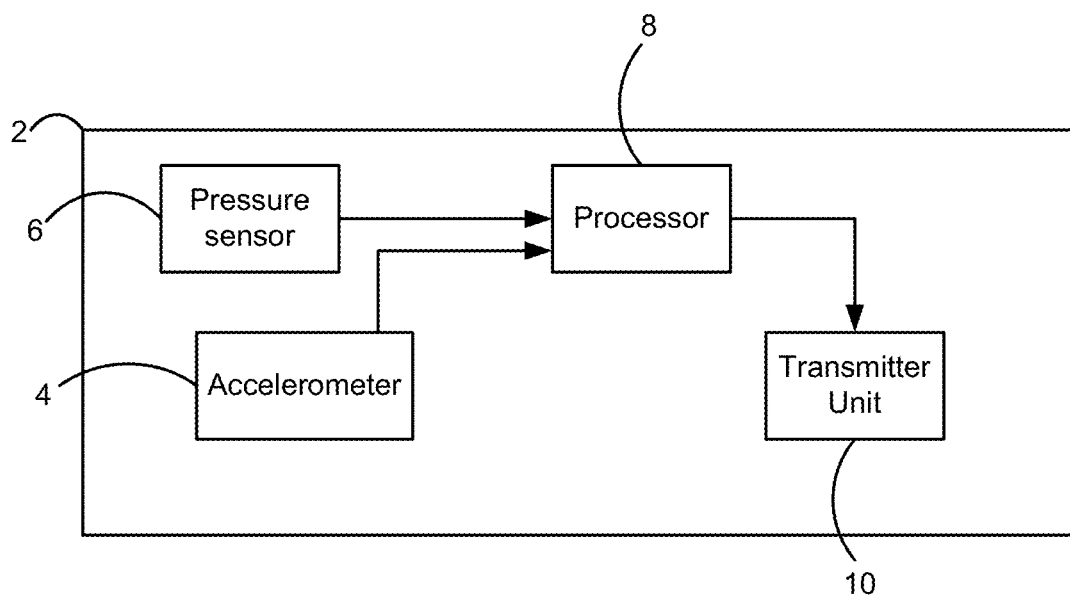 8
2
Pressure
sensor
Processor
6
Accelerometer
4
Transmitter
Unit
10